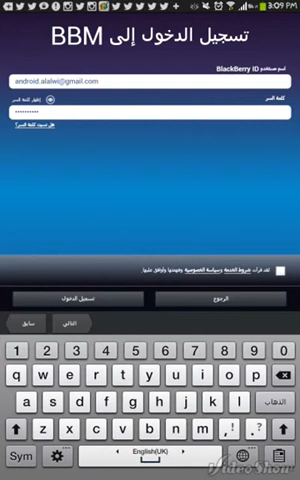 3:09 PM
تسجيل الدخول إلى BBM
اسم مستخدم BlackBerry ID
android.alalwi@gmail.com
كلمة السر
إظهار كلمة السر
••••••••••
هل نسيت كلمة السر؟
لقد قرأت شروط الخدمة وسياسة الخصوصية وفهمتها وأوافق عليها.
الرجوع
تسجيل الدخول
سابق
التالي
1 2 3 4 5 6 7 8 9 0
q w e r t y u i o p
a s d f g h j k l الذهاب
z x c v b n m , ! . ?
Sym English(UK)
VideoShow